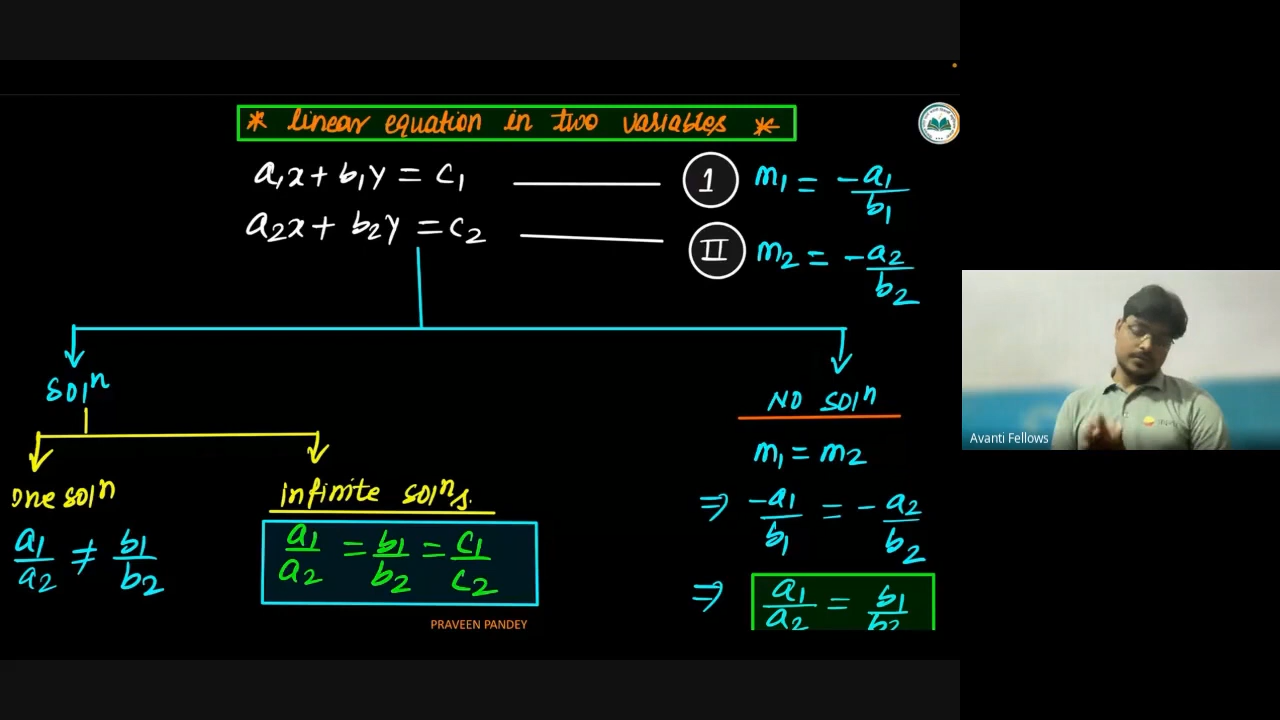 * linear equation in two variables *
a₁x + b₁y = c₁ ——— I m₁ = -a₁/b₁
a₂x + b₂y = c₂ ——— II m₂ = -a₂/b₂
solⁿ
No solⁿ
m₁ = m₂
one solⁿ
infinite solⁿs.
⇒ -a₁/b₁ = -a₂/b₂
a₁/a₂ ≠ b₁/b₂
a₁/a₂ = b₁/b₂ = c₁/c₂
⇒ a₁/a₂ = b₁/b₂
PRAVEEN PANDEY
Avanti Fellows